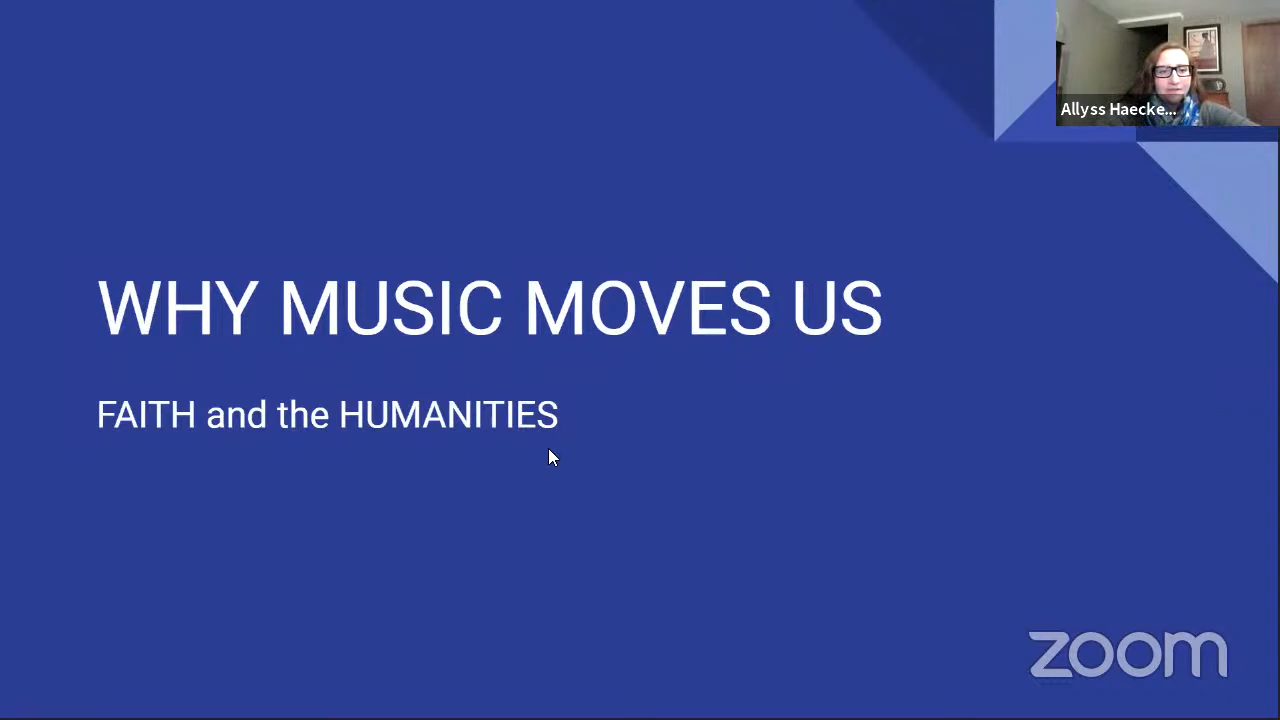 Allyss Haecke...
WHY MUSIC MOVES US
FAITH and the HUMANITIES
zoom